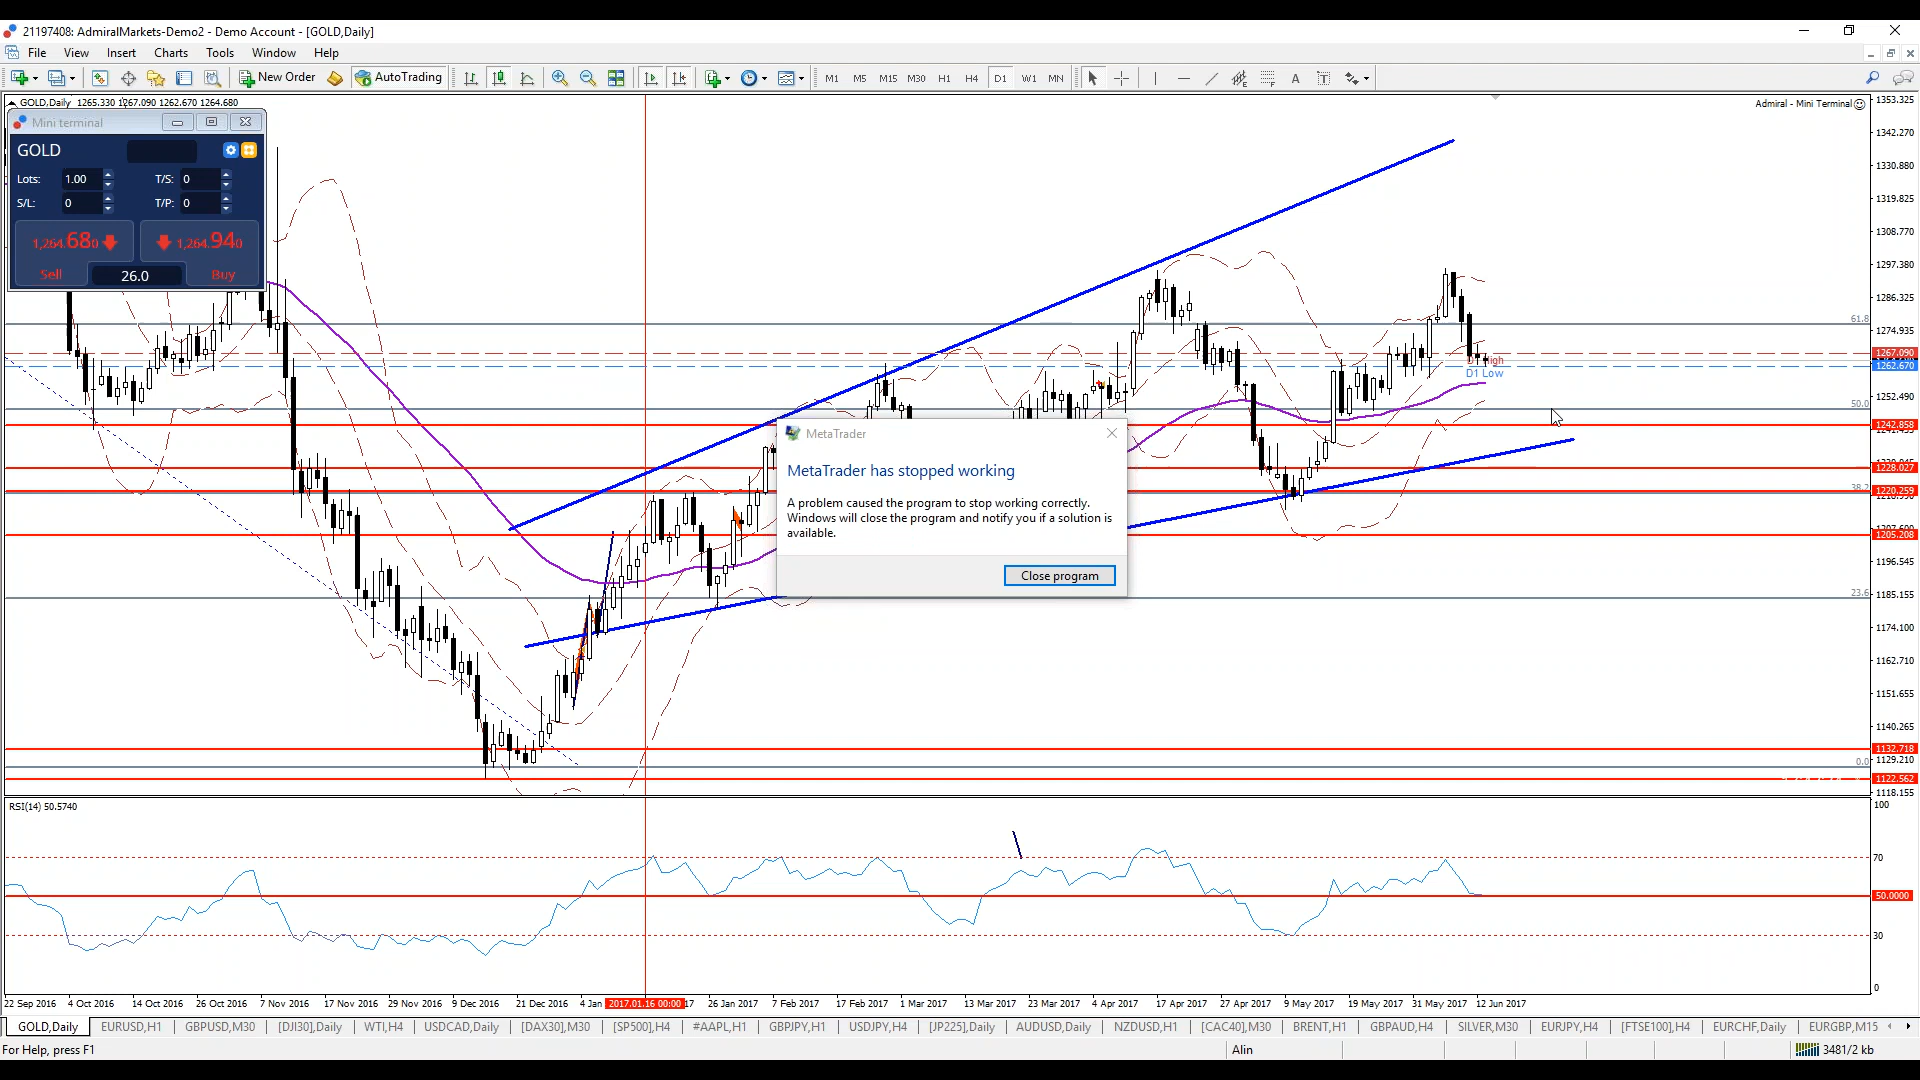 21197408: AdmiralMarkets-Demo2 - Demo Account - [GOLD,Daily]
File View Insert Charts Tools Window Help
New Order AutoTrading M1 M5 M15 M30 H1 H4 D1 W1 MN A T
GOLD,Daily 1265.330 1267.090 1262.670 1264.680
Admiral - Mini Terminal
Mini terminal
GOLD
Lots: 1.00 T/S: 0
S/L: 0 T/P: 0
1,264.680 1,264.940
Sell 26.0 Buy
1353.325
1342.270
1330.880
1319.825
1308.770
1297.380
1286.325
61.8
1274.935
1267.090
High
1262.670
D1 Low
1252.490
50.0
1242.858
1228.027
38.2
1220.259
1205.208
1196.545
23.6
1185.155
1174.100
1162.710
1151.655
1140.265
1132.718
0.0
1129.210
1122.562
1118.155
MetaTrader
MetaTrader has stopped working
A problem caused the program to stop working correctly.
Windows will close the program and notify you if a solution is
available.
Close program
RSI(14) 50.5740
100
70
50.0000
30
0
22 Sep 2016 4 Oct 2016 14 Oct 2016 26 Oct 2016 7 Nov 2016 17 Nov 2016 29 Nov 2016 9 Dec 2016 21 Dec 2016 4 Jan 2017.01.16 00:00 17 26 Jan 2017 7 Feb 2017 17 Feb 2017 1 Mar 2017 13 Mar 2017 23 Mar 2017 4 Apr 2017 17 Apr 2017 27 Apr 2017 9 May 2017 19 May 2017 31 May 2017 12 Jun 2017
GOLD,Daily EURUSD,H1 GBPUSD,M30 [DJI30],Daily WTI,H4 USDCAD,Daily [DAX30],M30 [SP500],H4 #AAPL,H1 GBPJPY,H1 USDJPY,H4 [JP225],Daily AUDUSD,Daily NZDUSD,H1 [CAC40],M30 BRENT,H1 GBPAUD,H4 SILVER,M30 EURJPY,H4 [FTSE100],H4 EURCHF,Daily EURGBP,M15
For Help, press F1
Alin
3481/2 kb